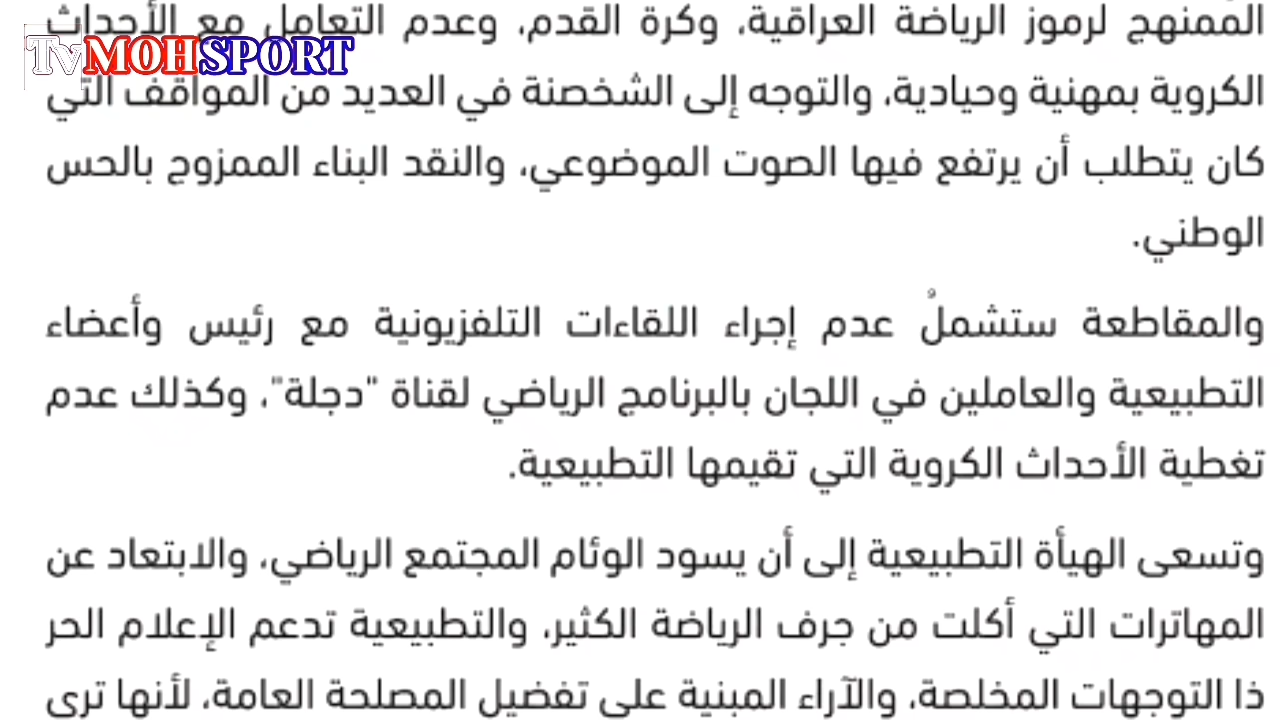 المُمنهج لرموز الرياضة العراقية، وكرة القدم، وعدم التعامل مع الأحداث
TvMOHSPORT
الكروية بمهنية وحيادية، والتوجه إلى الشخصنة في العديد من المواقف التي
كان يتطلب أن يرتفع فيها الصوت الموضوعي، والنقد البناء الممزوج بالحس
الوطني.
والمقاطعة ستشملُ عدم إجراء اللقاءات التلفزيونية مع رئيس وأعضاء
التطبيعية والعاملين في اللجان بالبرنامج الرياضي لقناة "دجلة"، وكذلك عدم
تغطية الأحداث الكروية التي تقيمها التطبيعية.
وتسعى الهيأة التطبيعية إلى أن يسود الوئام المجتمع الرياضي، والابتعاد عن
المهاترات التي أكلت من جرف الرياضة الكثير، والتطبيعية تدعم الإعلام الحر
ذا التوجهات المخلصة، والآراء المبنية على تفضيل المصلحة العامة، لأنها ترى